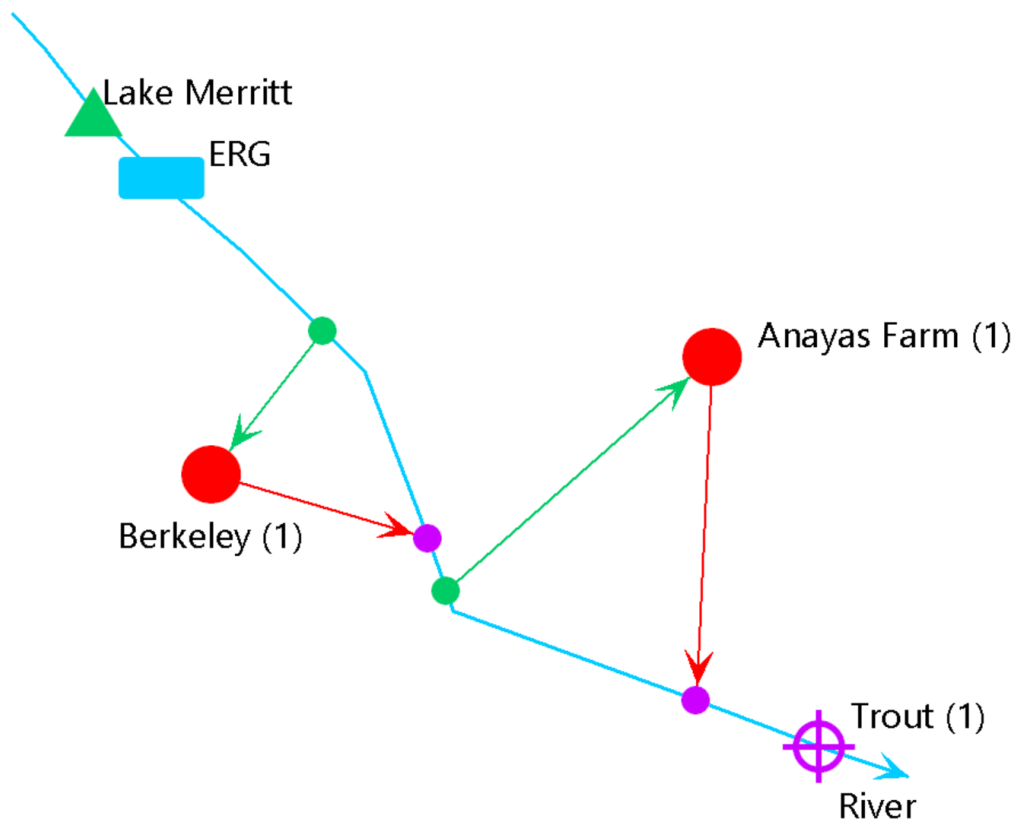 Lake Merritt
ERG
Anayas Farm (1)
Berkeley (1)
Trout (1)
River